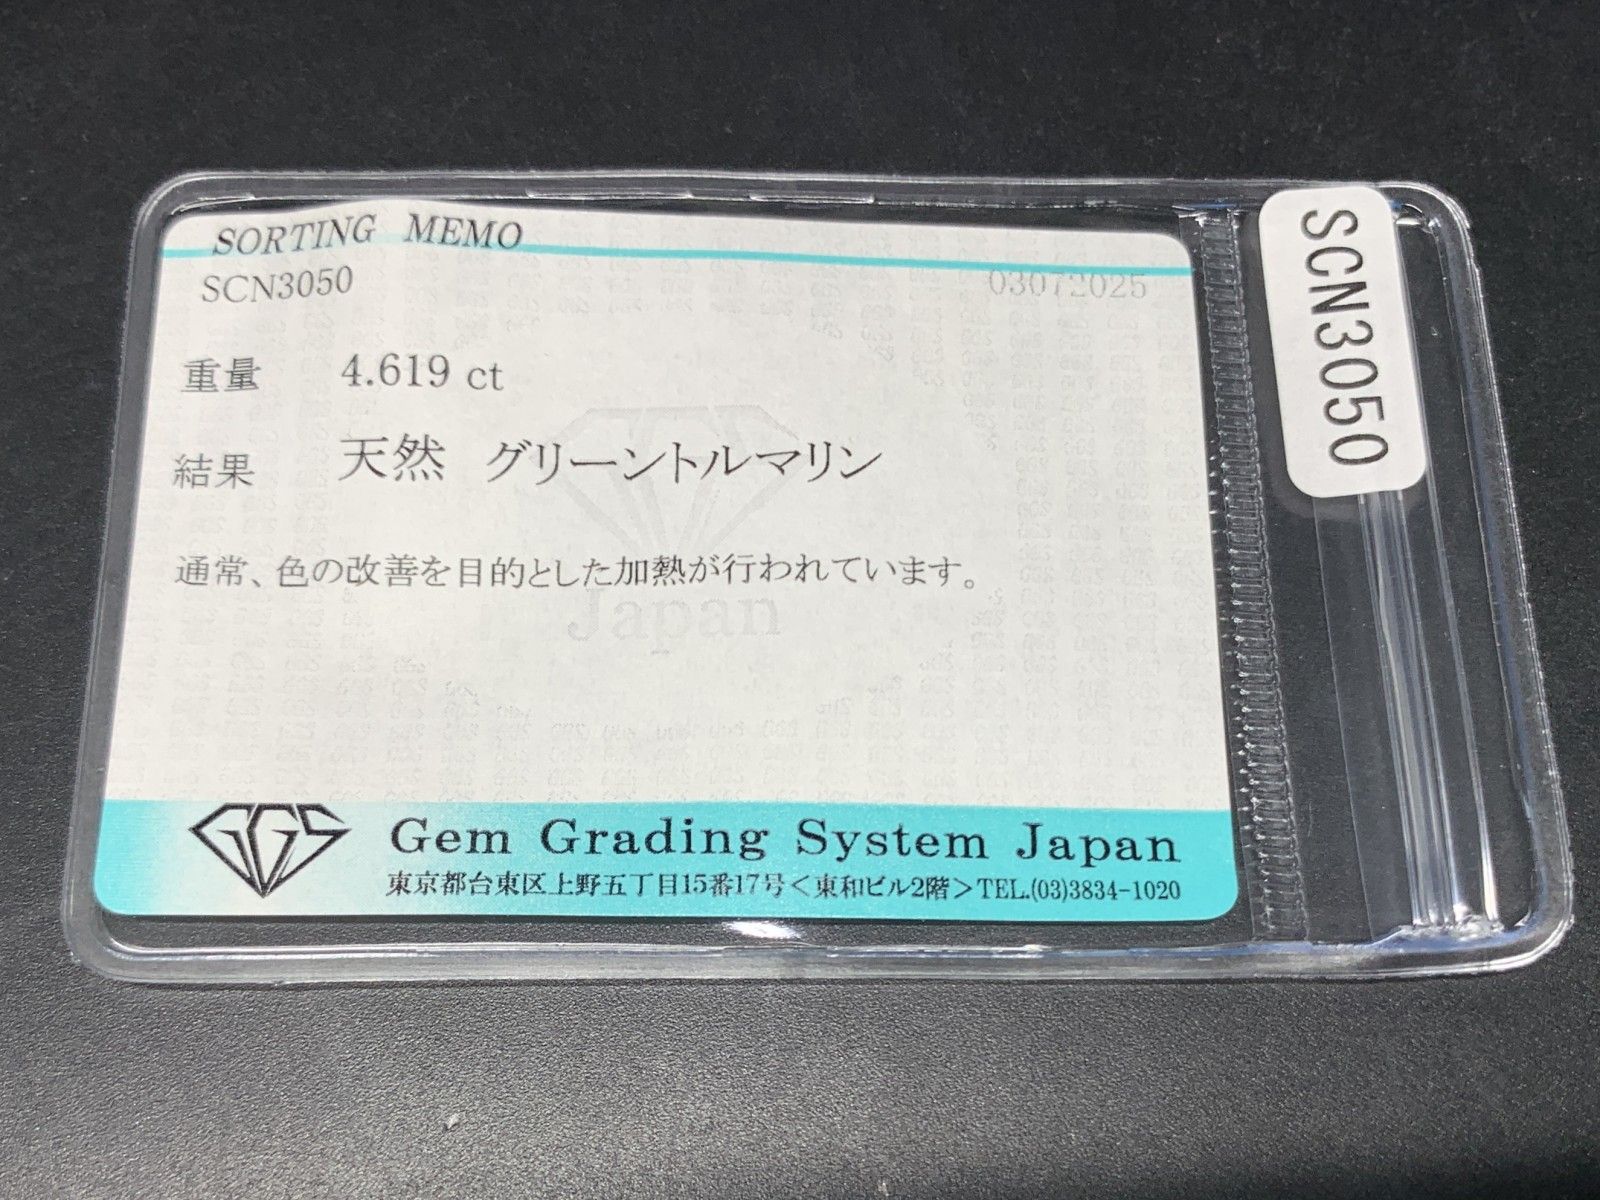 SORTING MEMO
SCN3050 03072025
重量 4.619 ct
結果 天然 グリーントルマリン
通常、色の改善を目的とした加熱が行われています。
Japan
GGS Gem Grading System Japan
東京都台東区上野五丁目15番17号＜東和ビル2階＞TEL.(03)3834-1020
SCN3050